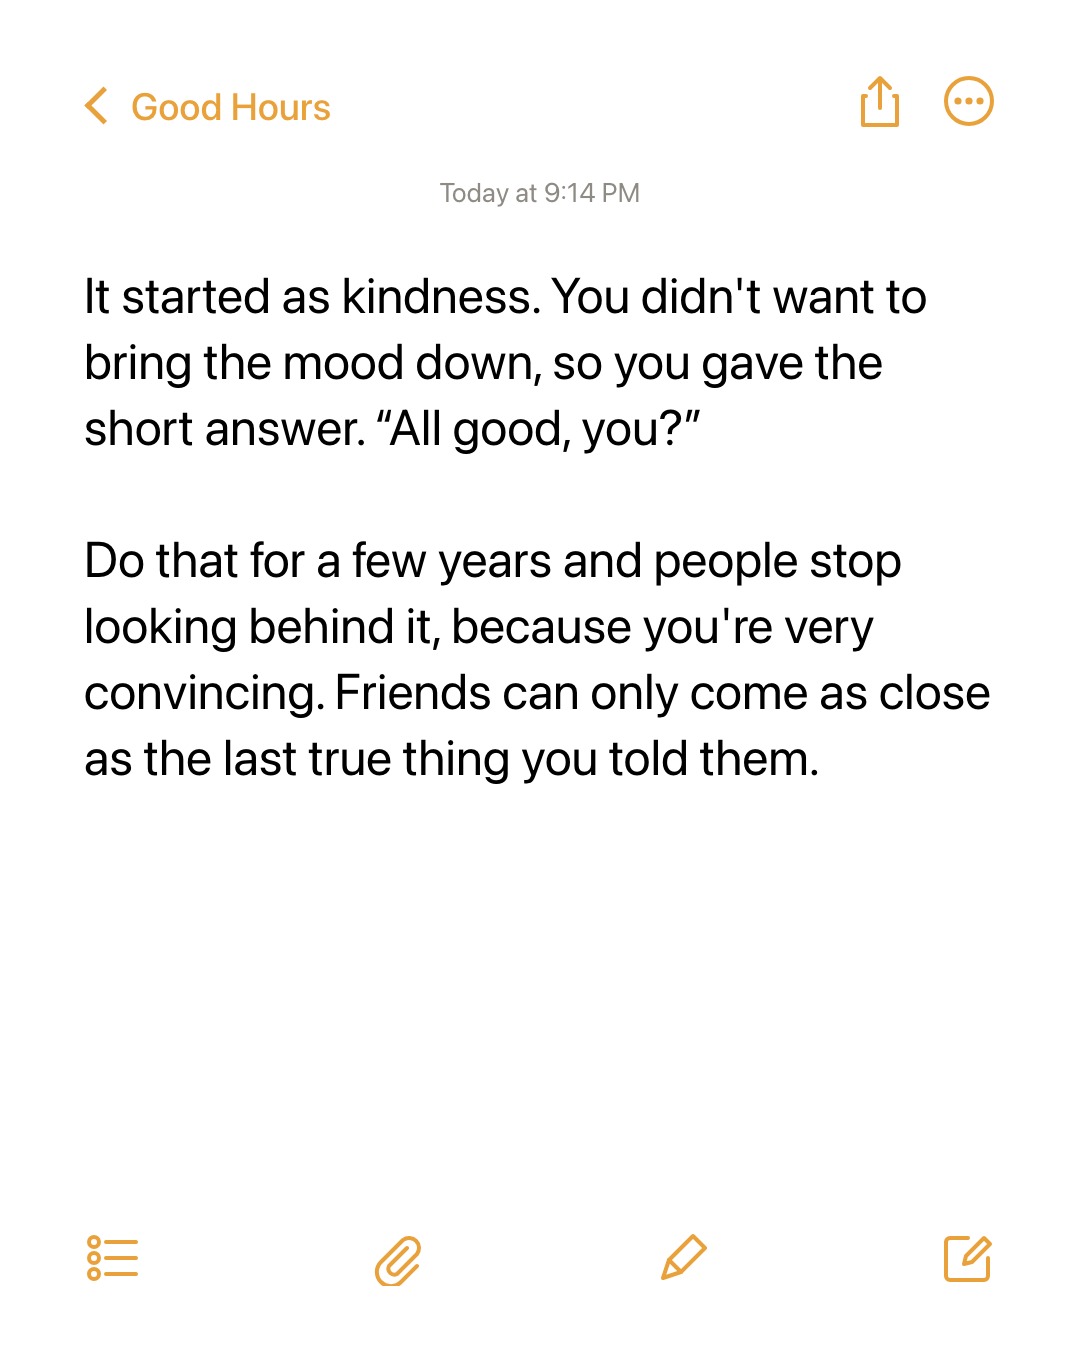 Good Hours
Today at 9:14 PM
It started as kindness. You didn't want to
bring the mood down, so you gave the
short answer. “All good, you?”
Do that for a few years and people stop
looking behind it, because you're very
convincing. Friends can only come as close
as the last true thing you told them.